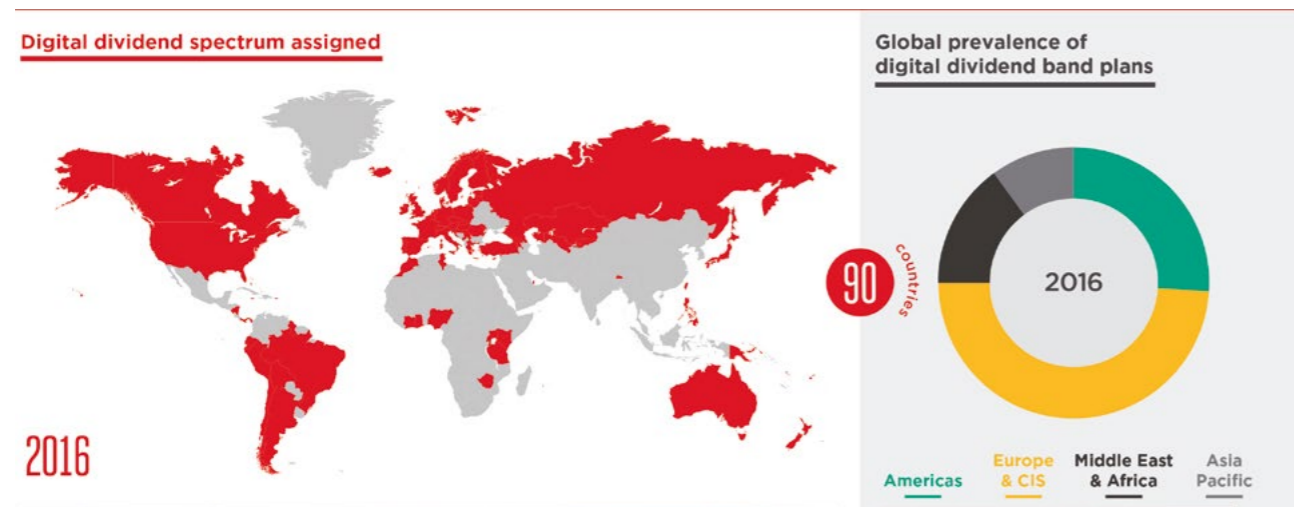 Digital dividend spectrum assigned
2016
Global prevalence of
digital dividend band plans
90
countries
2016
Americas
Europe
& CIS
Middle East
& Africa
Asia
Pacific